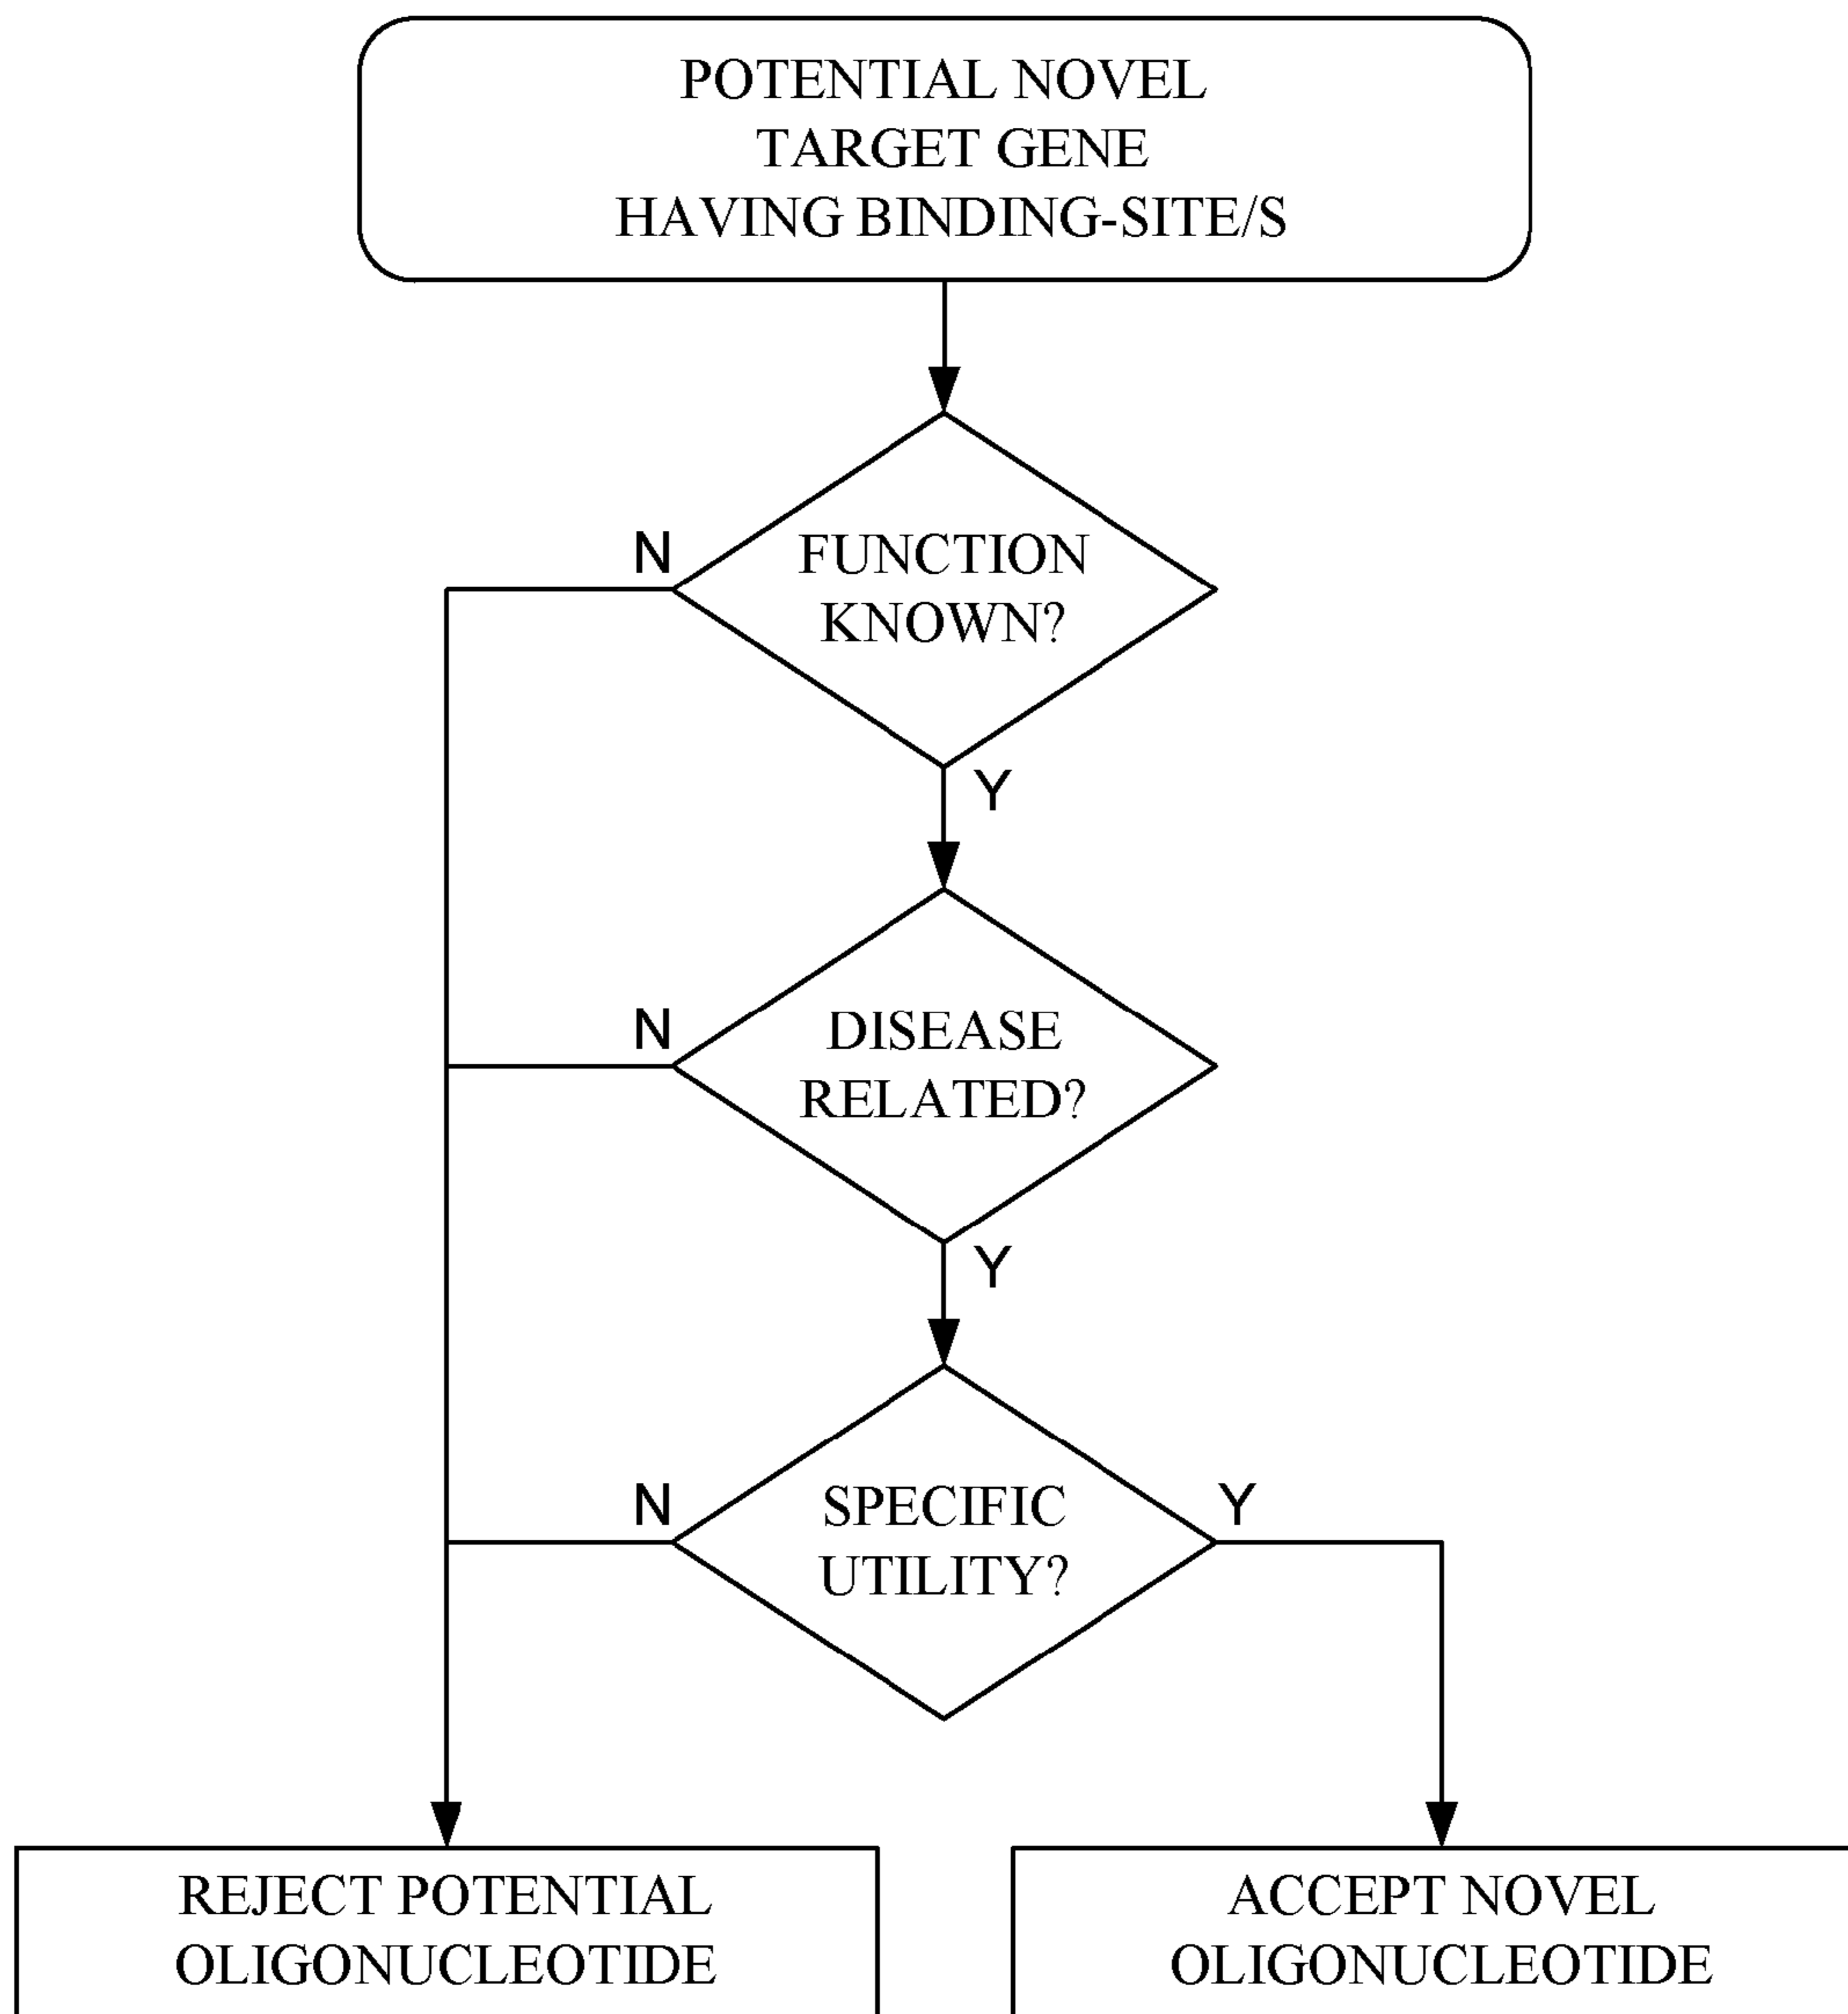 POTENTIAL NOVEL
TARGET GENE
HAVING BINDING-SITE/S
N
FUNCTION
KNOWN?
Y
N
DISEASE
RELATED?
Y
N
SPECIFIC
UTILITY?
Y
REJECT POTENTIAL
OLIGONUCLEOTIDE
ACCEPT NOVEL
OLIGONUCLEOTIDE